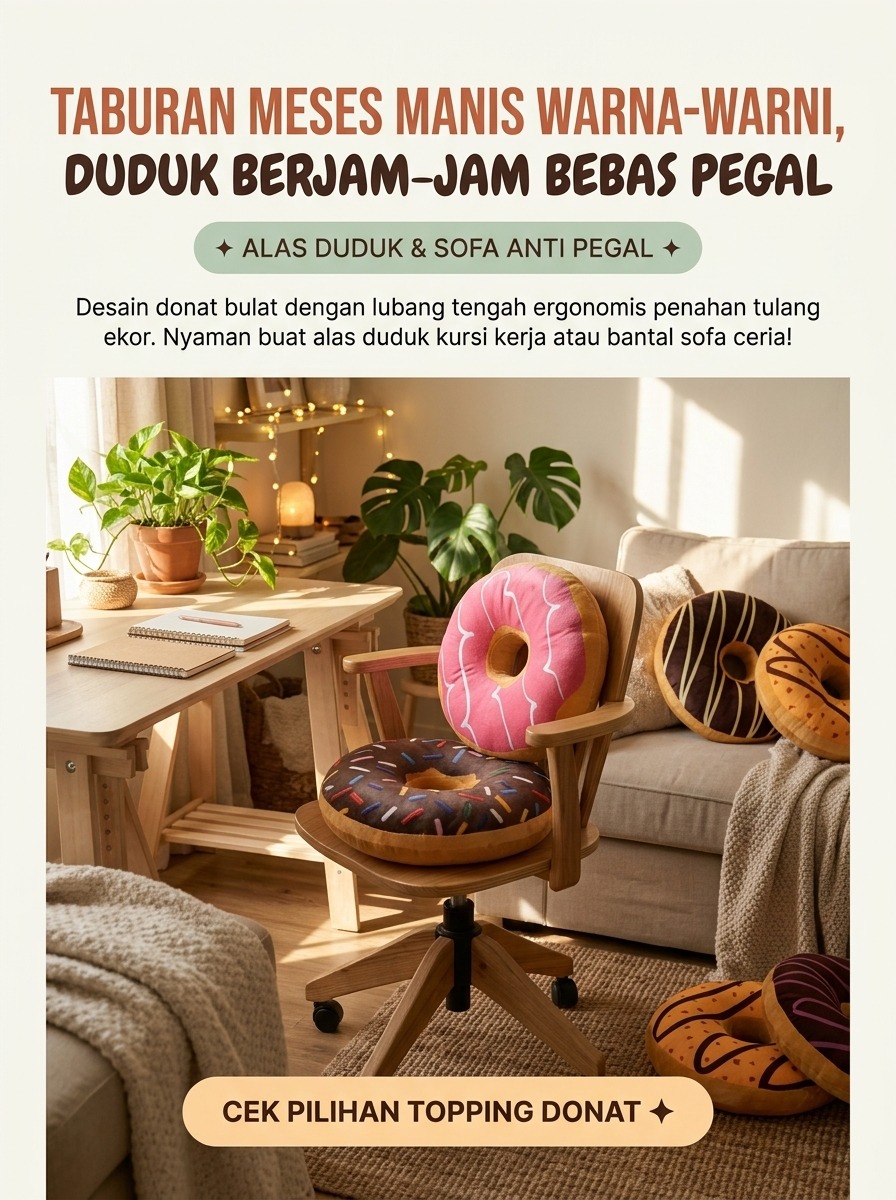 TABURAN MESES MANIS WARNA-WARNI,
DUDUK BERJAM-JAM BEBAS PEGAL
✦ ALAS DUDUK & SOFA ANTI PEGAL ✦
Desain donat bulat dengan lubang tengah ergonomis penahan tulang
ekor. Nyaman buat alas duduk kursi kerja atau bantal sofa ceria!
CEK PILIHAN TOPPING DONAT ✦